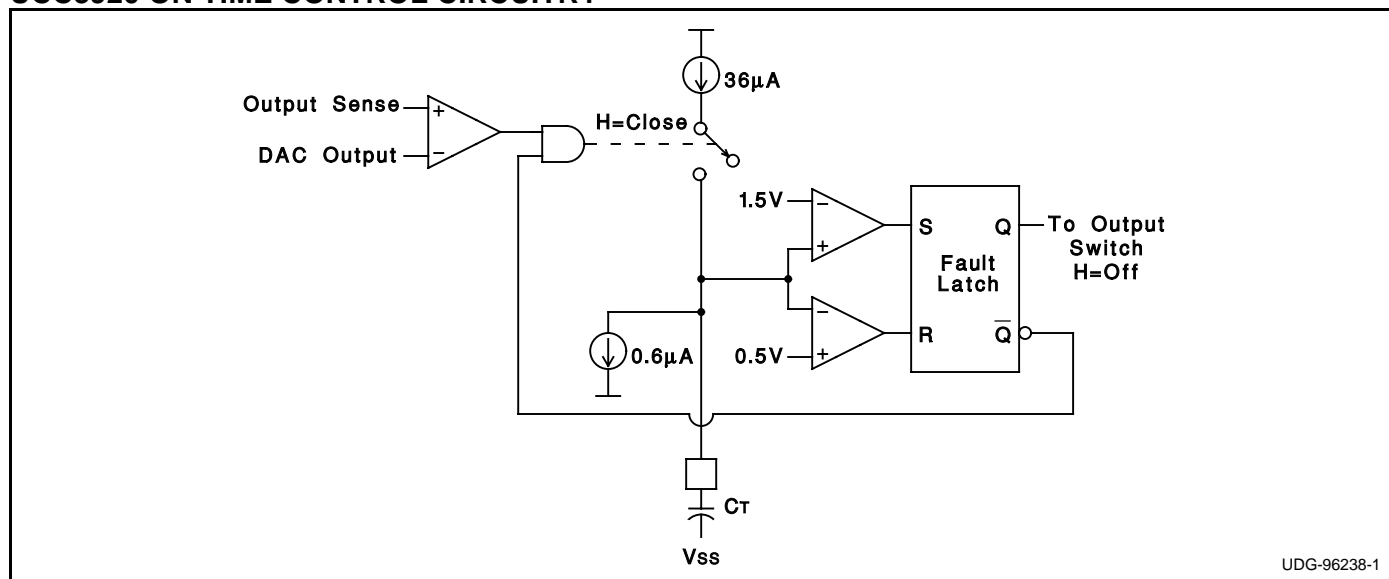 36µA
Output Sense
+
H=Close
DAC Output
−
1.5V
−
+
S
Q
To Output
Switch
H=Off
Fault
Latch
−
0.6µA
0.5V
+
R
Q̅
CT
Vss
UDG-96238-1